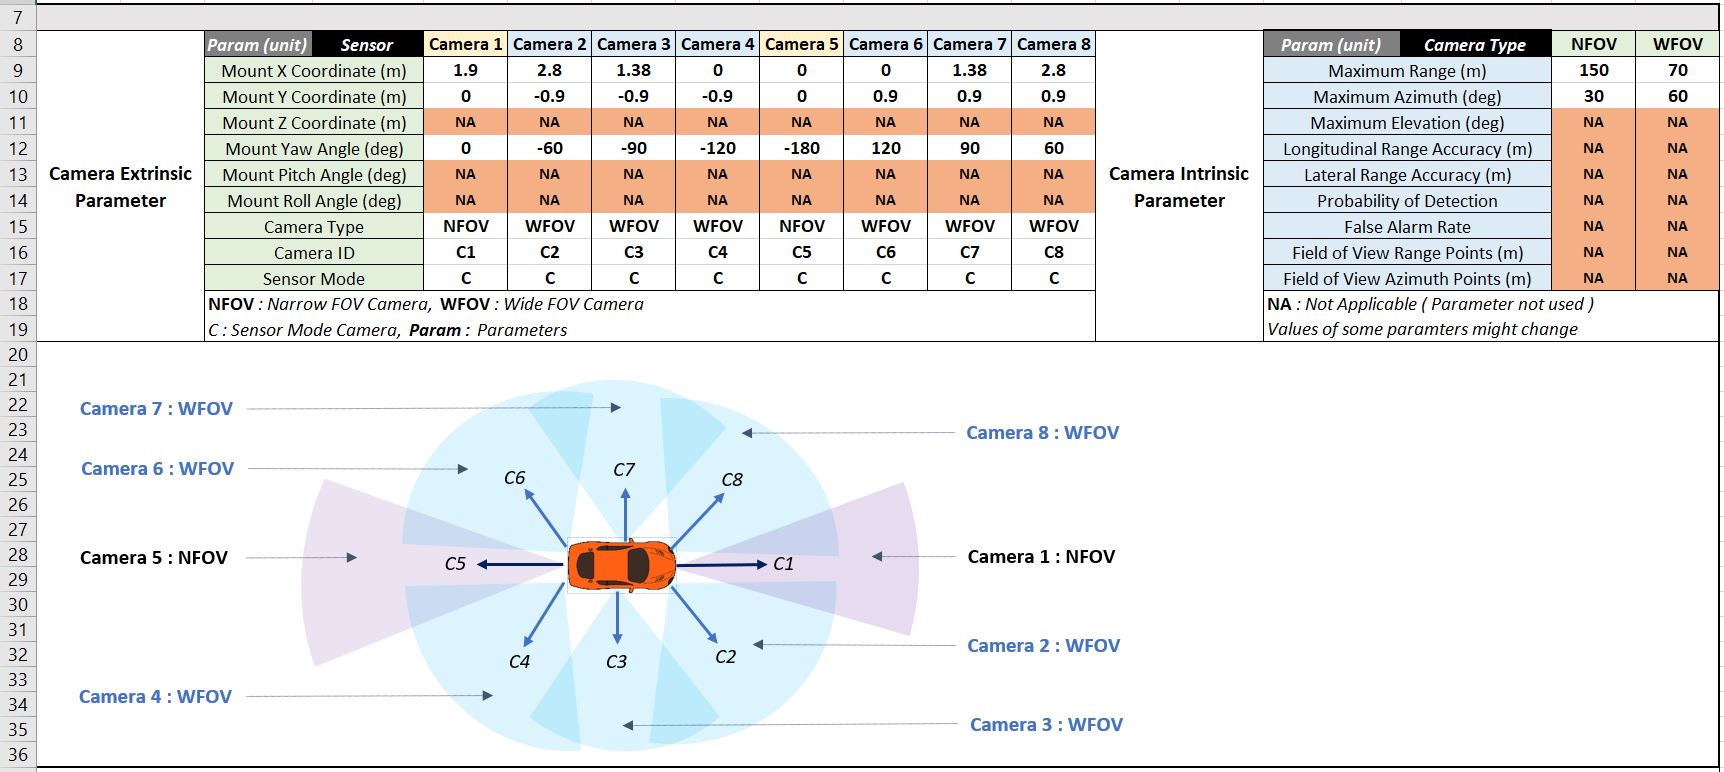 7
8 Param (unit) Sensor Camera 1 Camera 2 Camera 3 Camera 4 Camera 5 Camera 6 Camera 7 Camera 8 Param (unit) Camera Type NFOV WFOV
9 Mount X Coordinate (m) 1.9 2.8 1.38 0 0 0 1.38 2.8 Maximum Range (m) 150 70
10 Mount Y Coordinate (m) 0 -0.9 -0.9 -0.9 0 0.9 0.9 0.9 Maximum Azimuth (deg) 30 60
11 Mount Z Coordinate (m) NA NA NA NA NA NA NA NA Maximum Elevation (deg) NA NA
12 Mount Yaw Angle (deg) 0 -60 -90 -120 -180 120 90 60 Longitudinal Range Accuracy (m) NA NA
13 Camera Extrinsic Mount Pitch Angle (deg) NA NA NA NA NA NA NA NA Camera Intrinsic Lateral Range Accuracy (m) NA NA
14 Parameter Mount Roll Angle (deg) NA NA NA NA NA NA NA NA Parameter Probability of Detection NA NA
15 Camera Type NFOV WFOV WFOV WFOV NFOV WFOV WFOV WFOV False Alarm Rate NA NA
16 Camera ID C1 C2 C3 C4 C5 C6 C7 C8 Field of View Range Points (m) NA NA
17 Sensor Mode C C C C C C C C Field of View Azimuth Points (m) NA NA
18 NFOV : Narrow FOV Camera, WFOV : Wide FOV Camera NA : Not Applicable ( Parameter not used )
19 C : Sensor Mode Camera, Param : Parameters Values of some paramters might change
20
21
22 Camera 7 : WFOV
23 Camera 8 : WFOV
24 Camera 6 : WFOV C7
25 C6 C8
26
27
28 Camera 5 : NFOV C5 C1 Camera 1 : NFOV
29
30
31 Camera 2 : WFOV
32 C4 C3 C2
33
34 Camera 4 : WFOV
35 Camera 3 : WFOV
36